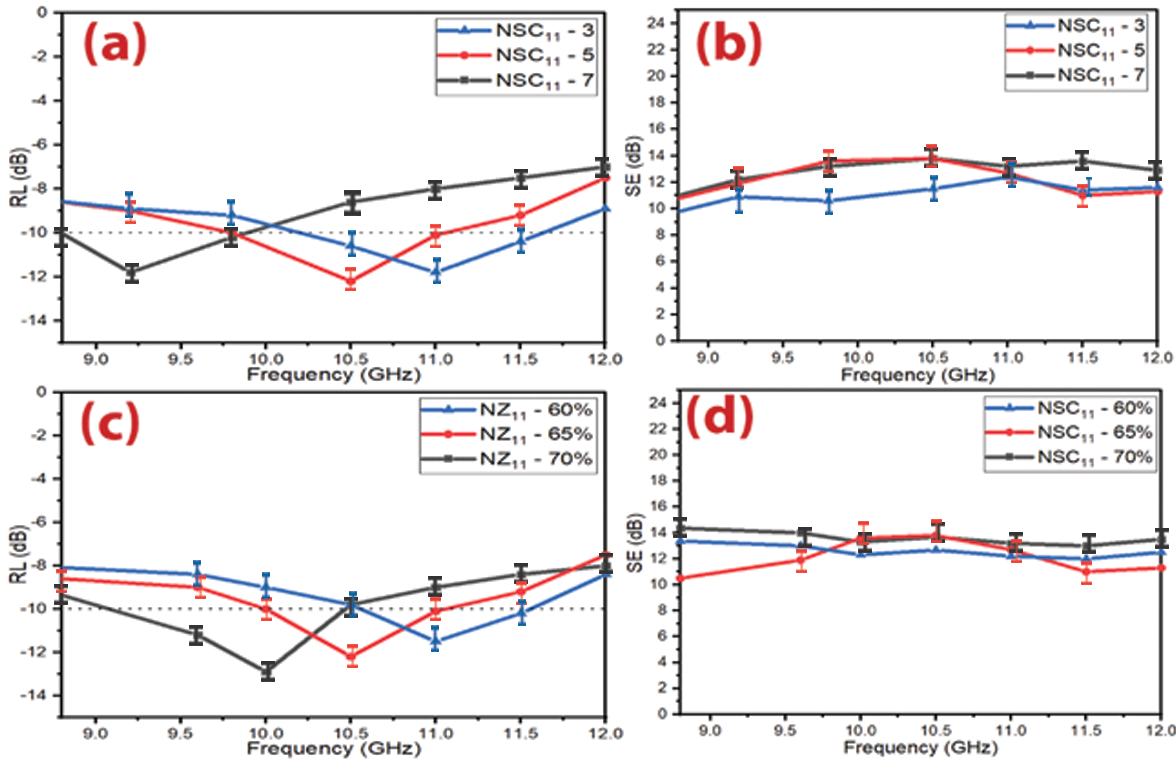 (a)
NSC₁₁ - 3
NSC₁₁ - 5
NSC₁₁ - 7
RL (dB)
0
-2
-4
-6
-8
-10
-12
-14
9.0 9.5 10.0 10.5 11.0 11.5 12.0
Frequency (GHz)
(b)
NSC₁₁ - 3
NSC₁₁ - 5
NSC₁₁ - 7
SE (dB)
24
22
20
18
16
14
12
10
8
6
4
2
0
9.0 9.5 10.0 10.5 11.0 11.5 12.0
Frequency (GHz)
(c)
NZ₁₁ - 60%
NZ₁₁ - 65%
NZ₁₁ - 70%
RL (dB)
0
-2
-4
-6
-8
-10
-12
-14
9.0 9.5 10.0 10.5 11.0 11.5 12.0
Frequency (GHz)
(d)
NSC₁₁ - 60%
NSC₁₁ - 65%
NSC₁₁ - 70%
SE (dB)
24
22
20
18
16
14
12
10
8
6
4
2
0
9.0 9.5 10.0 10.5 11.0 11.5 12.0
Frequency (GHz)